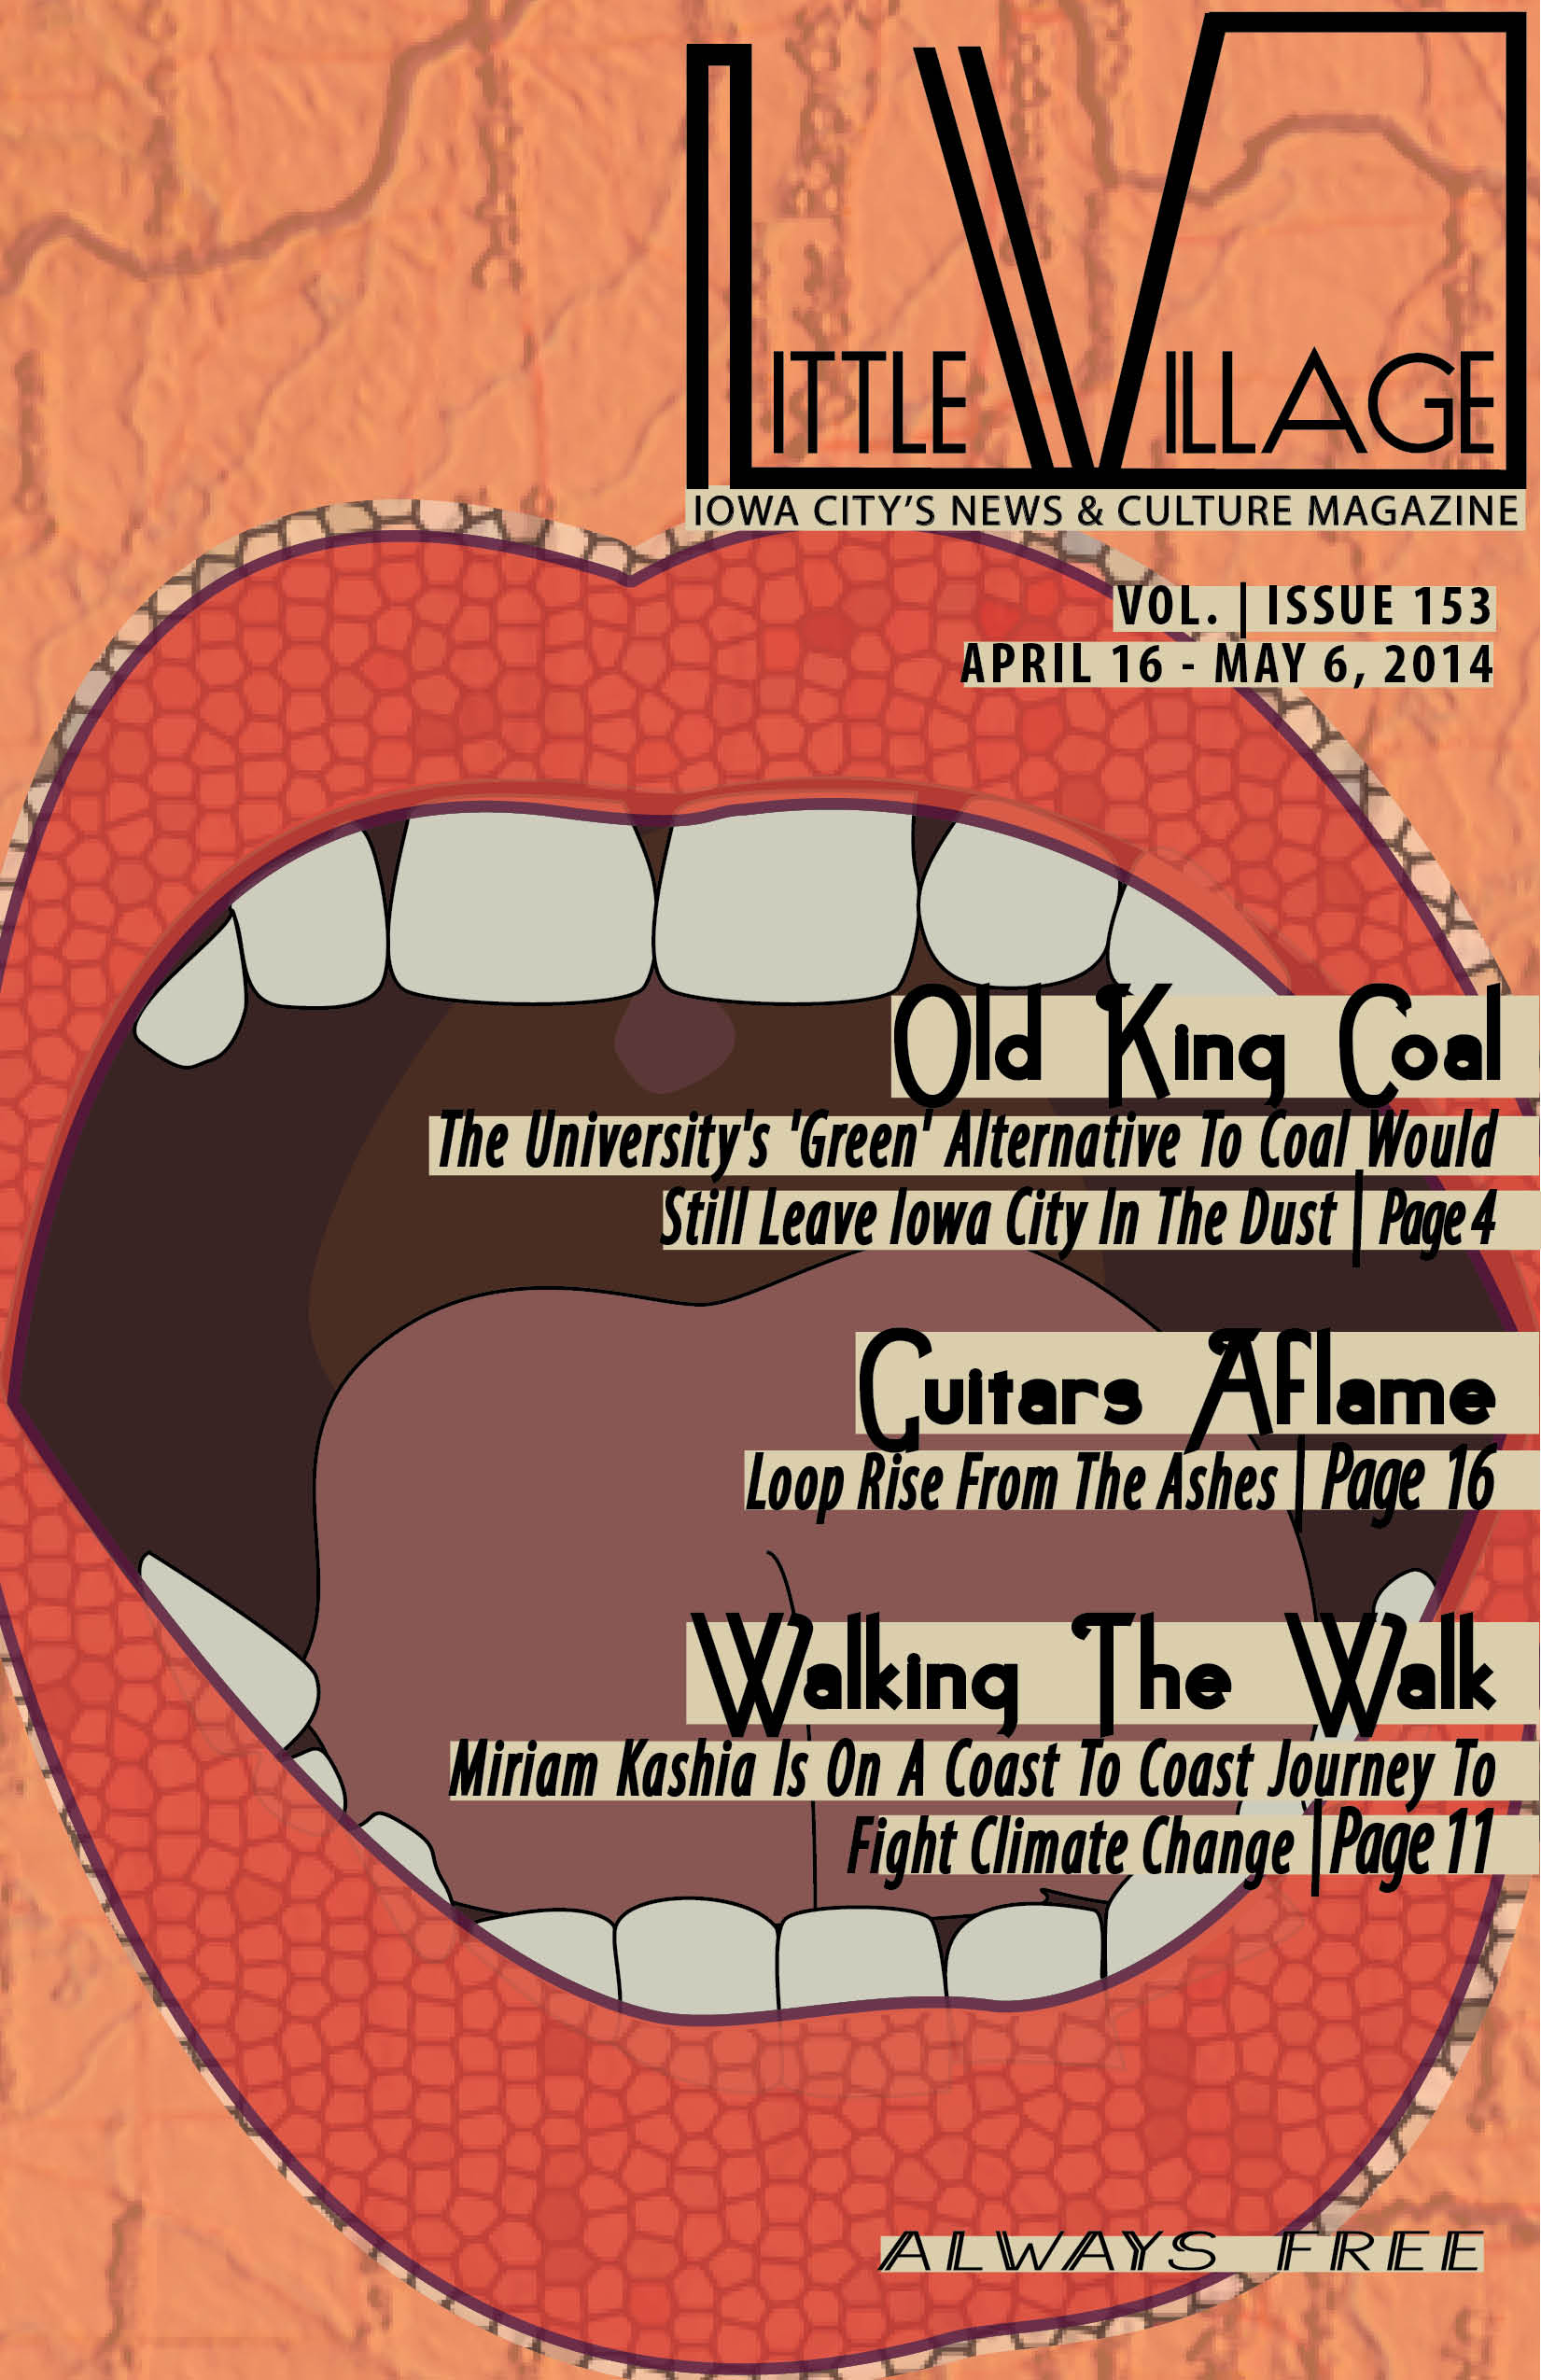 LITTLE VILLAGE
IOWA CITY'S NEWS & CULTURE MAGAZINE
VOL. | ISSUE 153
APRIL 16 - MAY 6, 2014
Old King Coal
The University's 'Green' Alternative To Coal Would
Still Leave Iowa City In The Dust | Page 4
Guitars Aflame
Loop Rise From The Ashes | Page 16
Walking The Walk
Miriam Kashia Is On A Coast To Coast Journey To
Fight Climate Change | Page 11
ALWAYS FREE